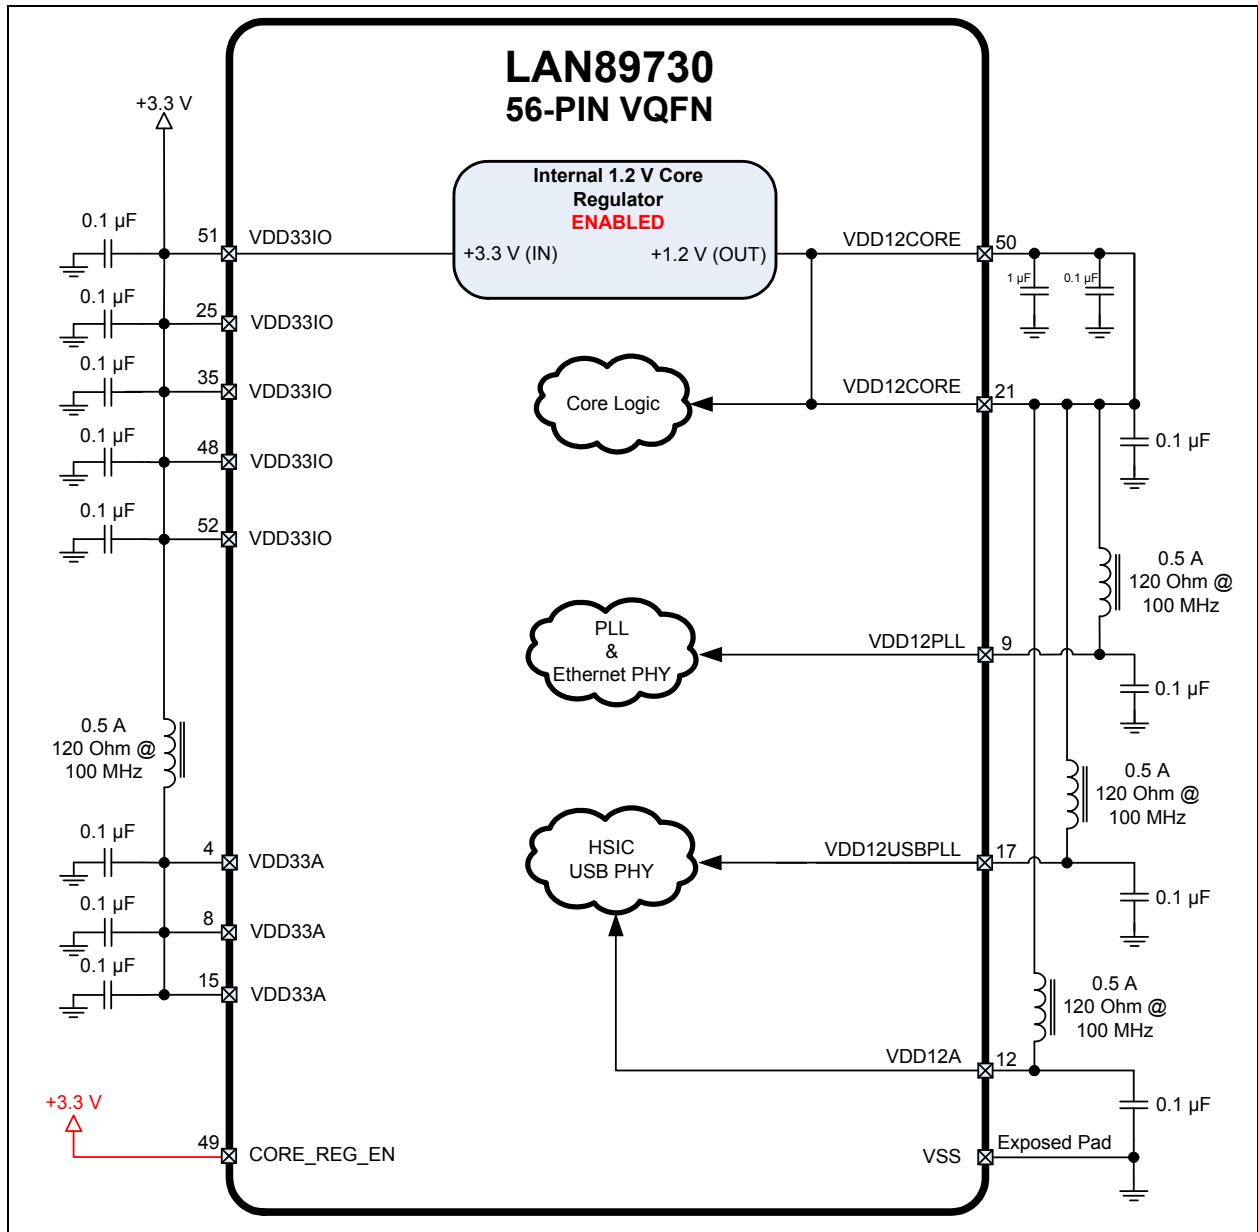 LAN89730
56-PIN VQFN
+3.3 V
Internal 1.2 V Core
Regulator
ENABLED
+3.3 V (IN)
+1.2 V (OUT)
0.1 µF
51
VDD33IO
VDD12CORE
50
1 µF
0.1 µF
0.1 µF
25
VDD33IO
0.1 µF
35
VDD33IO
Core Logic
VDD12CORE
21
0.1 µF
0.1 µF
48
VDD33IO
0.1 µF
52
VDD33IO
0.5 A
120 Ohm @
100 MHz
PLL
&
Ethernet PHY
VDD12PLL
9
0.1 µF
0.5 A
120 Ohm @
100 MHz
0.5 A
120 Ohm @
100 MHz
0.1 µF
4
VDD33A
HSIC
USB PHY
VDD12USBPLL
17
0.1 µF
0.1 µF
8
VDD33A
0.1 µF
15
VDD33A
0.5 A
120 Ohm @
100 MHz
VDD12A
12
0.1 µF
+3.3 V
49
CORE_REG_EN
VSS
Exposed Pad